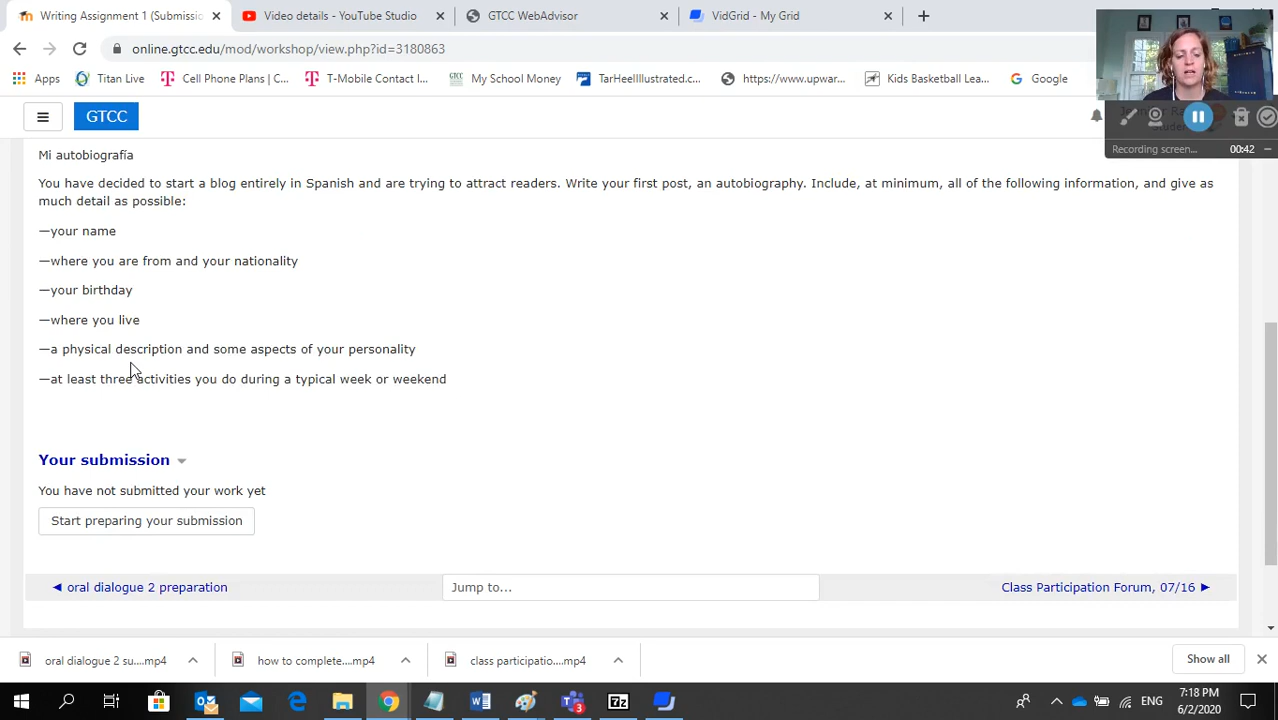 Writing Assignment 1 (Submissio
Video details - YouTube Studio
GTCC WebAdvisor
VidGrid - My Grid
online.gtcc.edu/mod/workshop/view.php?id=3180863
Apps
Titan Live
Cell Phone Plans | C...
T-Mobile Contact I...
GTCC
My School Money
TarHeelIllustrated.c...
https://www.upwar...
Kids Basketball Lea...
Google
GTCC
Recording screen...
00:42
Mi autobiografía
You have decided to start a blog entirely in Spanish and are trying to attract readers. Write your first post, an autobiography. Include, at minimum, all of the following information, and give as
much detail as possible:
—your name
—where you are from and your nationality
—your birthday
—where you live
—a physical description and some aspects of your personality
—at least three activities you do during a typical week or weekend
Your submission
You have not submitted your work yet
Start preparing your submission
◄ oral dialogue 2 preparation
Jump to...
Class Participation Forum, 07/16 ►
oral dialogue 2 su....mp4
how to complete....mp4
class participatio....mp4
Show all
ENG
7:18 PM
6/2/2020